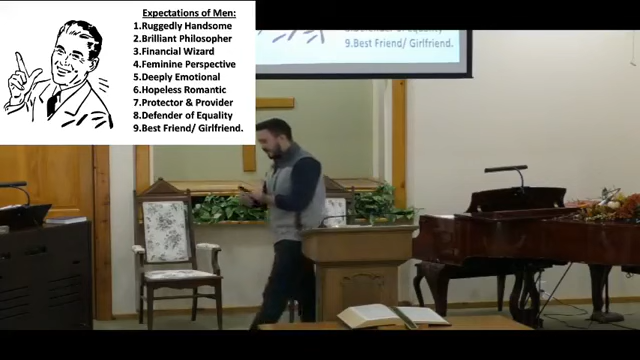 Expectations of Men:
1.Ruggedly Handsome
2.Brilliant Philosopher
3.Financial Wizard
4.Feminine Perspective
5.Deeply Emotional
6.Hopeless Romantic
7.Protector & Provider
8.Defender of Equality
9.Best Friend/ Girlfriend.
9.Best Friend/ Girlfriend.